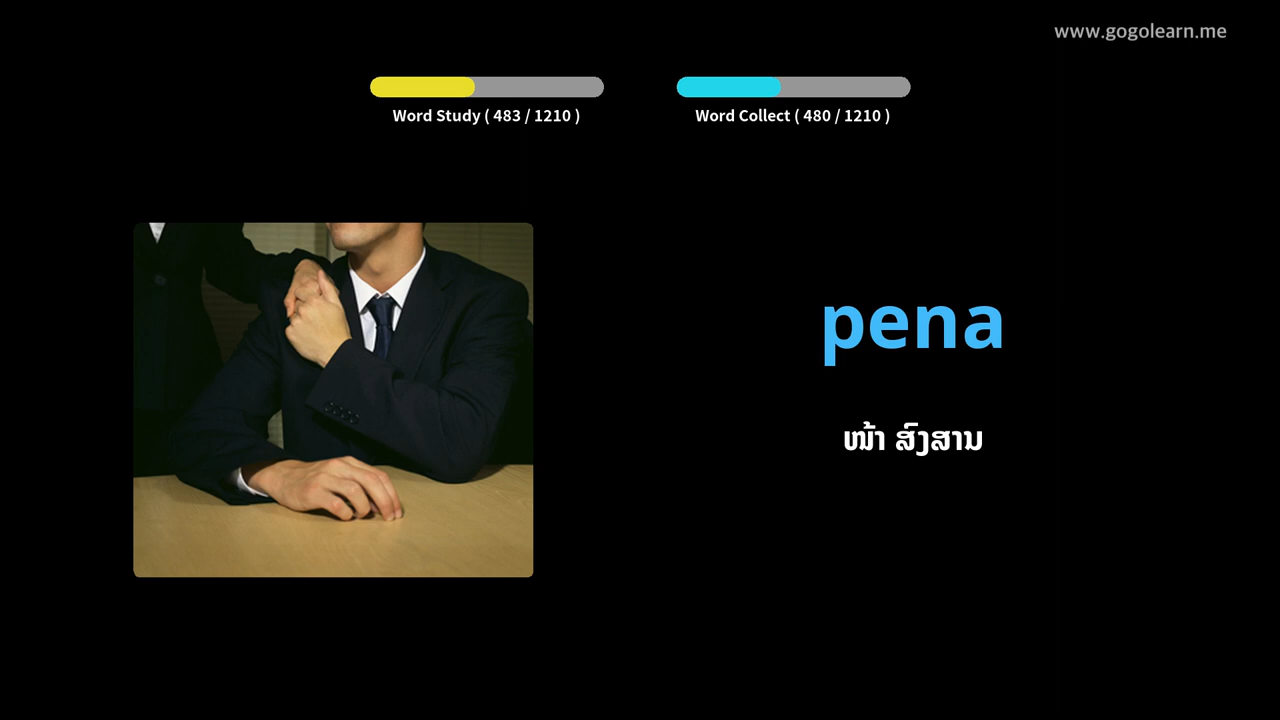 www.gogolearn.me
Word Study ( 483 / 1210 )
Word Collect ( 480 / 1210 )
pena
ໜ້າ ສົງສານ